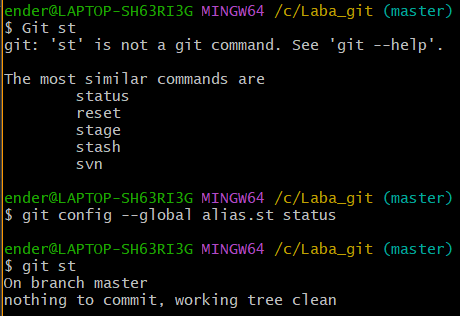 ender@LAPTOP-SH63RI3G MINGW64 /c/Laba_git (master)
$ Git st
git: 'st' is not a git command. See 'git --help'.
The most similar commands are
status
reset
stage
stash
svn
ender@LAPTOP-SH63RI3G MINGW64 /c/Laba_git (master)
$ git config --global alias.st status
ender@LAPTOP-SH63RI3G MINGW64 /c/Laba_git (master)
$ git st
On branch master
nothing to commit, working tree clean